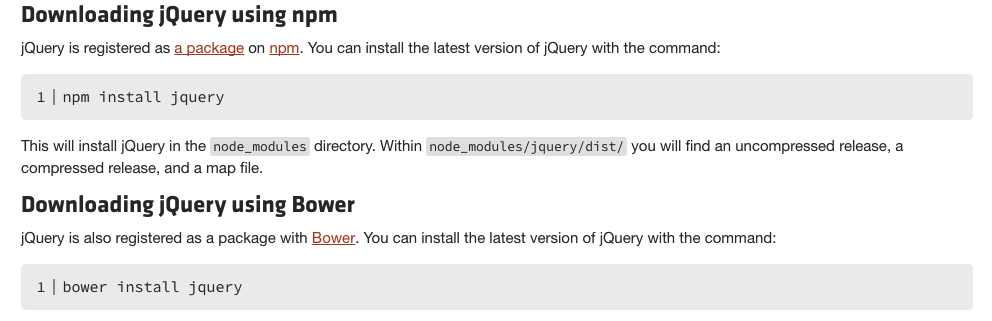 Downloading jQuery using npm
jQuery is registered as a package on npm. You can install the latest version of jQuery with the command:
1 | npm install jquery
This will install jQuery in the node_modules directory. Within node_modules/jquery/dist/ you will find an uncompressed release, a
compressed release, and a map file.
Downloading jQuery using Bower
jQuery is also registered as a package with Bower. You can install the latest version of jQuery with the command:
1 | bower install jquery